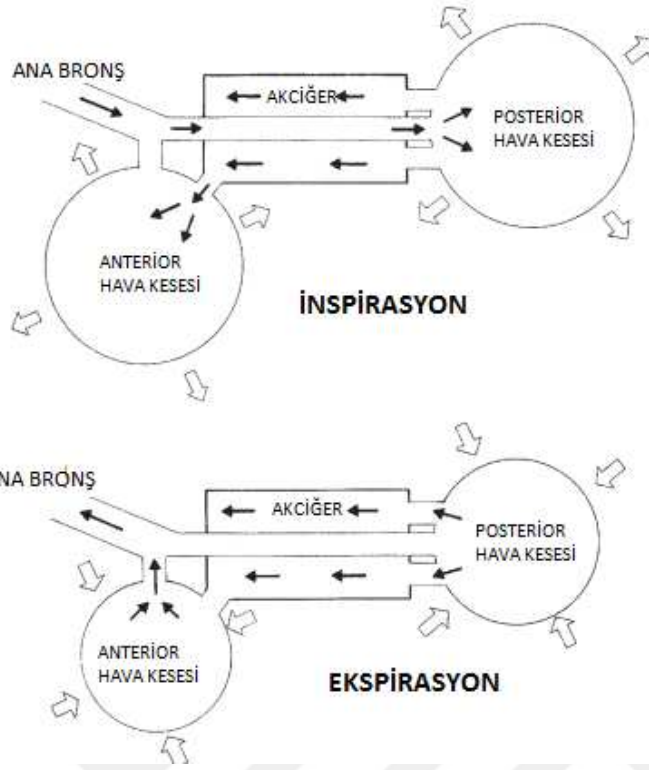 ANA BRONŞ
AKCİĞER
POSTERİOR
HAVA KESESİ
ANTERİOR
HAVA KESESİ
İNSPİRASYON
NA BRONŞ
AKCİĞER
POSTERİOR
HAVA KESESİ
ANTERİOR
HAVA KESESİ
EKSPİRASYON